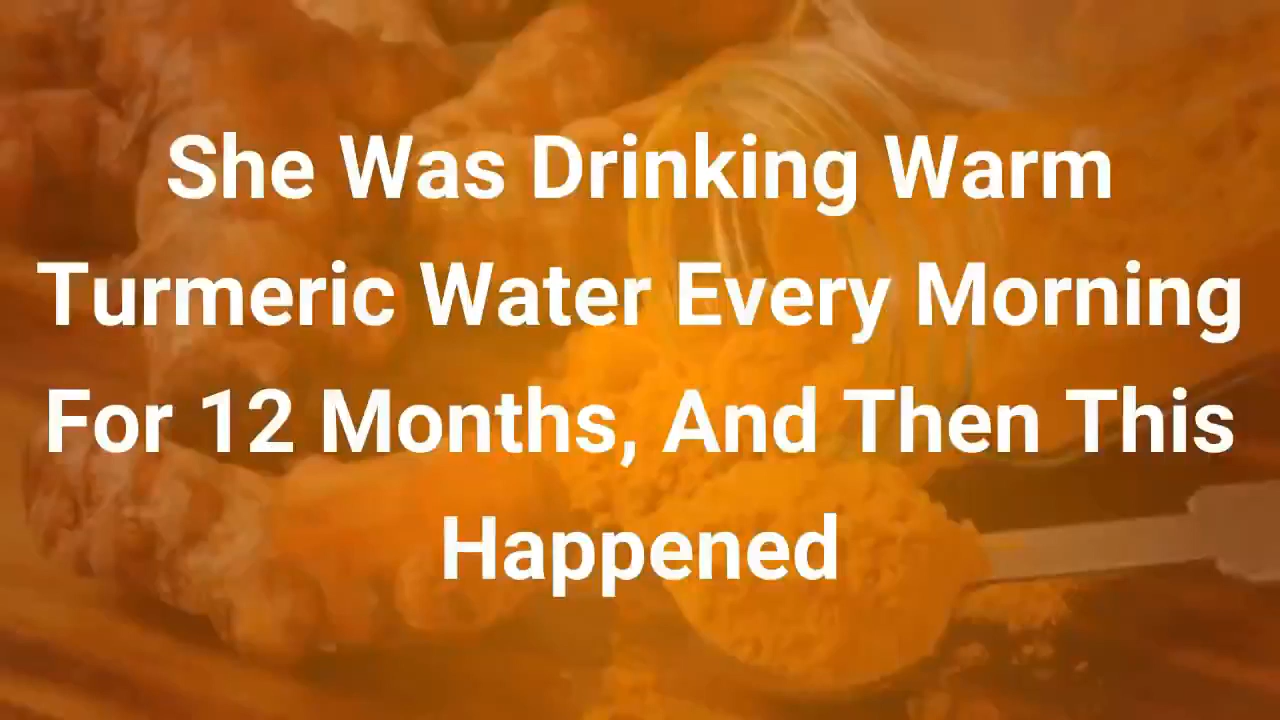 She Was Drinking Warm
Turmeric Water Every Morning
For 12 Months, And Then This
Happened